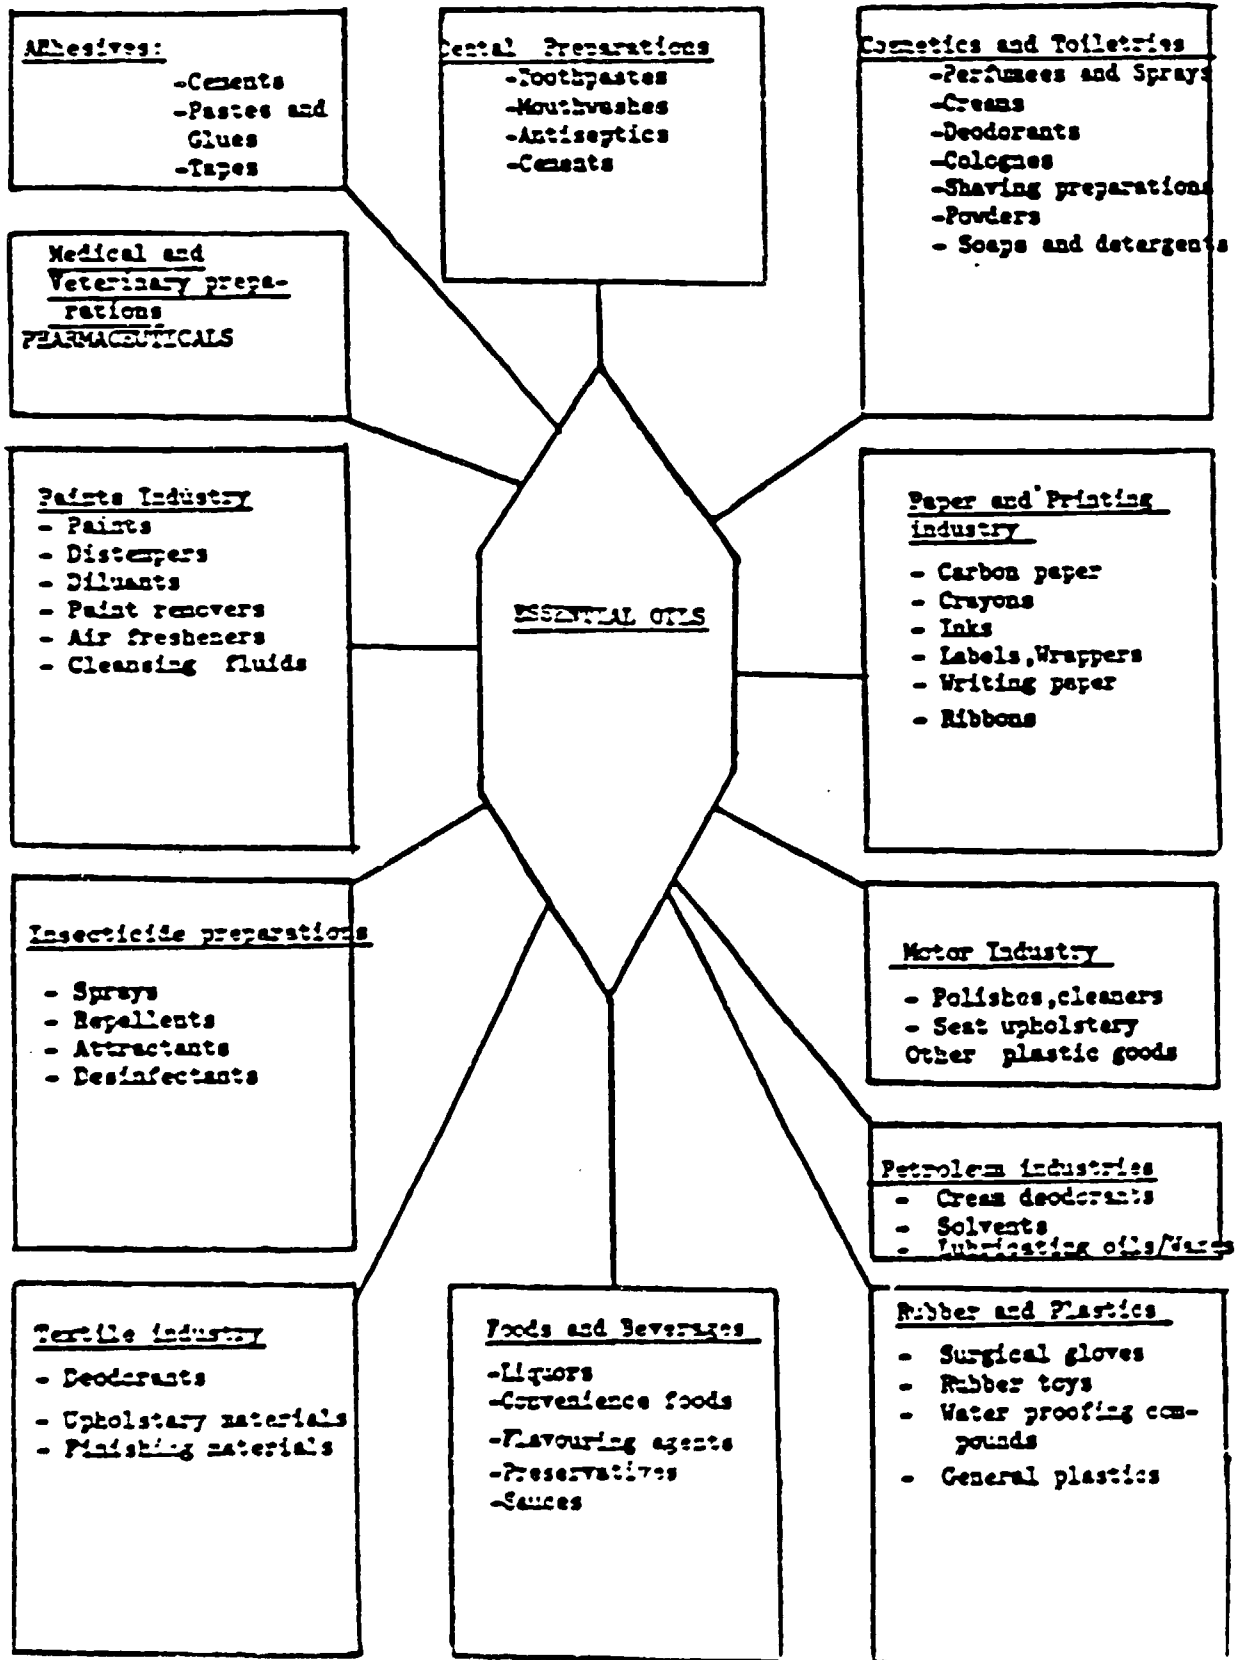 Adhesives:
-Cements
-Pastes and
Glues
-Tapes
Dental Preparations
-Toothpastes
-Mouthwashes
-Antiseptics
-Cements
Cosmetics and Toiletries
-Perfumees and Sprays
-Creams
-Deodorants
-Colognes
-Shaving preparations
-Powders
- Soaps and detergents
Medical and
Veterinary prepa-
rations
PHARMACEUTICALS
Paints Industry
- Paints
- Distempers
- Diluants
- Paint removers
- Air fresheners
- Cleansing fluids
ESSENTIAL OILS
Paper and Printing
industry
- Carbon paper
- Crayons
- Inks
- Labels,Wrappers
- Writing paper
- Ribbons
Insecticide preparations
- Sprays
- Repellents
- Attractants
- Desinfectants
Motor Industry
- Polishes,cleaners
- Seat upholstary
Other plastic goods
Petroleum industries
- Cream deodorants
- Solvents
- Lubricating oils/Waxes
Textile industry
- Deodorants
- Upholstary materials
- Finishing materials
Foods and Beverages
-Liquors
-Convenience foods
-Flavouring agents
-Preservatives
-Sauces
Rubber and Plastics
- Surgical gloves
- Rubber toys
- Water proofing com-
pounds
- General plastics